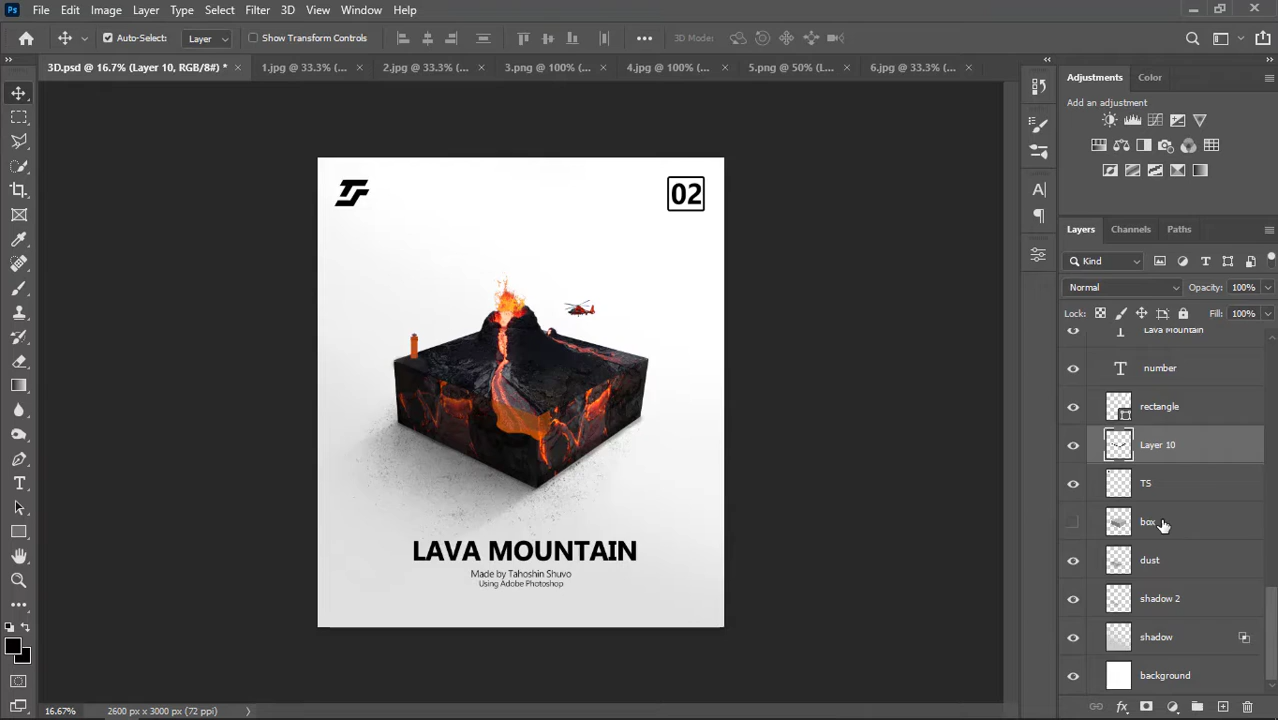 Ps File Edit Image Layer Type Select Filter 3D View Window Help
Auto-Select: Layer Show Transform Controls ••• 3D Mode:
3D.psd @ 16.7% (Layer 10, RGB/8#) * × 1.jpg @ 33.3% (... × 2.jpg @ 33.3% (... × 3.png @ 100% (... × 4.jpg @ 100% (... × 5.png @ 50% (L... × 6.jpg @ 33.3% (... ×
Adjustments Color
Add an adjustment
Layers Channels Paths
Kind
Normal Opacity: 100%
Lock: Fill: 100%
Lava Mountain
number
rectangle
Layer 10
TS
box
dust
shadow 2
shadow
background
02
LAVA MOUNTAIN
Made by Tahoshin Shuvo
Using Adobe Photoshop
16.67% 2600 px x 3000 px (72 ppi)
fx